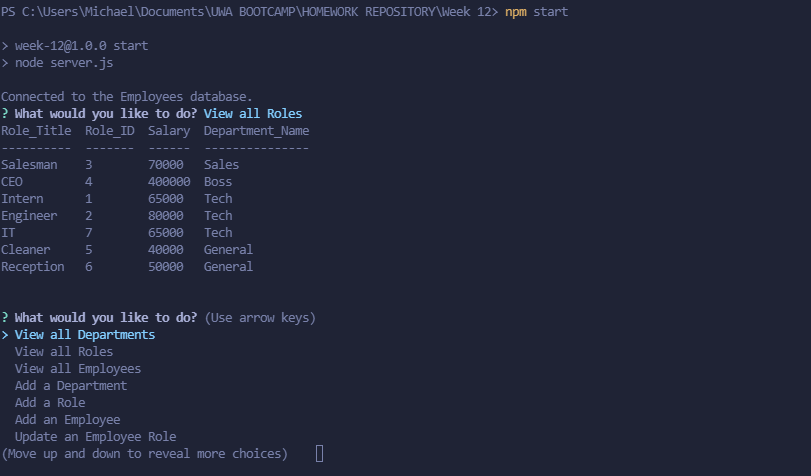 PS C:\Users\Michael\Documents\UWA BOOTCAMP\HOMEWORK REPOSITORY\Week 12> npm start
> week-12@1.0.0 start
> node server.js
Connected to the Employees database.
? What would you like to do? View all Roles
Role_Title  Role_ID  Salary  Department_Name
----------  -------  ------  ---------------
Salesman    3        70000   Sales
CEO         4        400000  Boss
Intern      1        65000   Tech
Engineer    2        80000   Tech
IT          7        65000   Tech
Cleaner     5        40000   General
Reception   6        50000   General
? What would you like to do? (Use arrow keys)
> View all Departments
  View all Roles
  View all Employees
  Add a Department
  Add a Role
  Add an Employee
  Update an Employee Role
(Move up and down to reveal more choices)